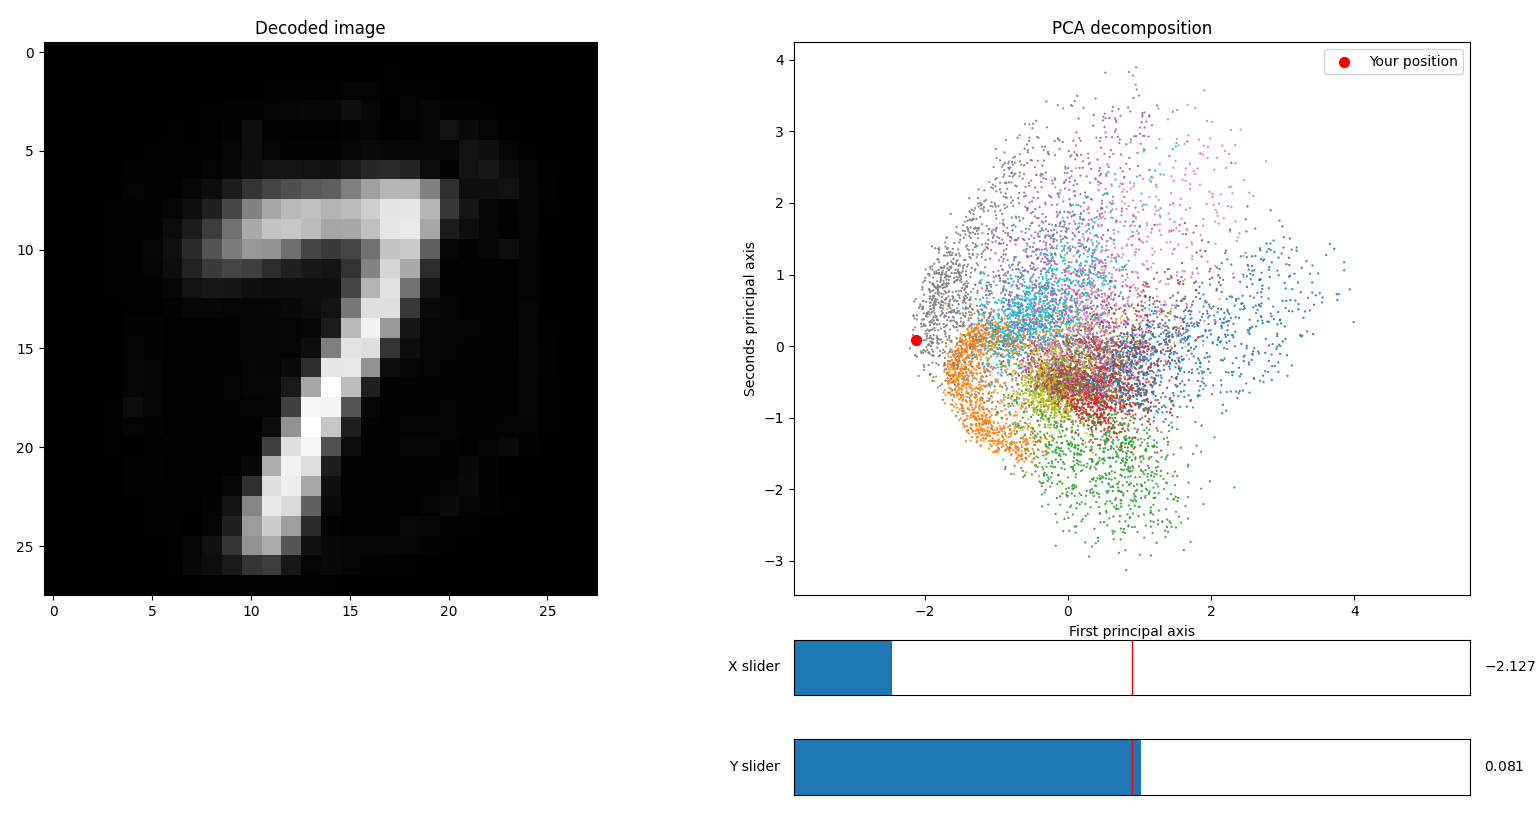 Decoded image
0
5
10
15
20
25
0 5 10 15 20 25
PCA decomposition
Your position
4
3
2
1
0
−1
−2
−3
Seconds principal axis
−2 0 2 4
First principal axis
X slider −2.127
Y slider 0.081
7